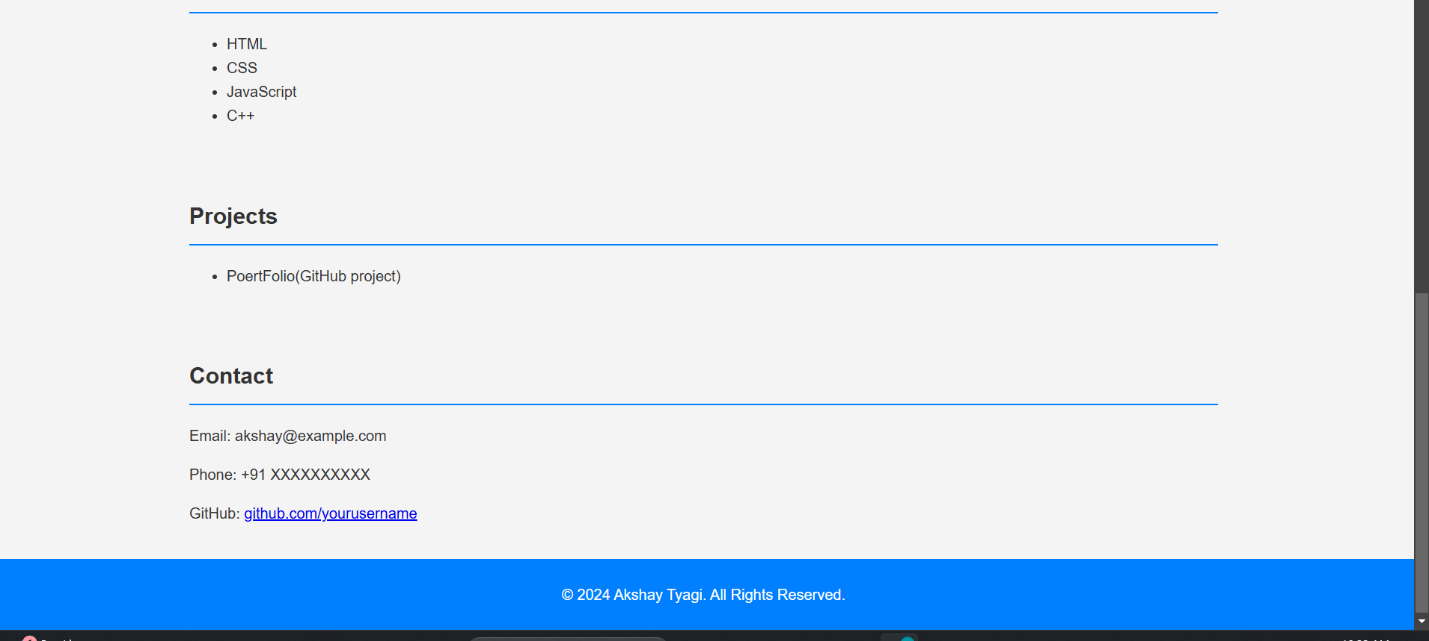 HTML
CSS
JavaScript
C++
Projects
PoertFolio(GitHub project)
Contact
Email: akshay@example.com
Phone: +91 XXXXXXXXXX
GitHub: github.com/yourusername
© 2024 Akshay Tyagi. All Rights Reserved.